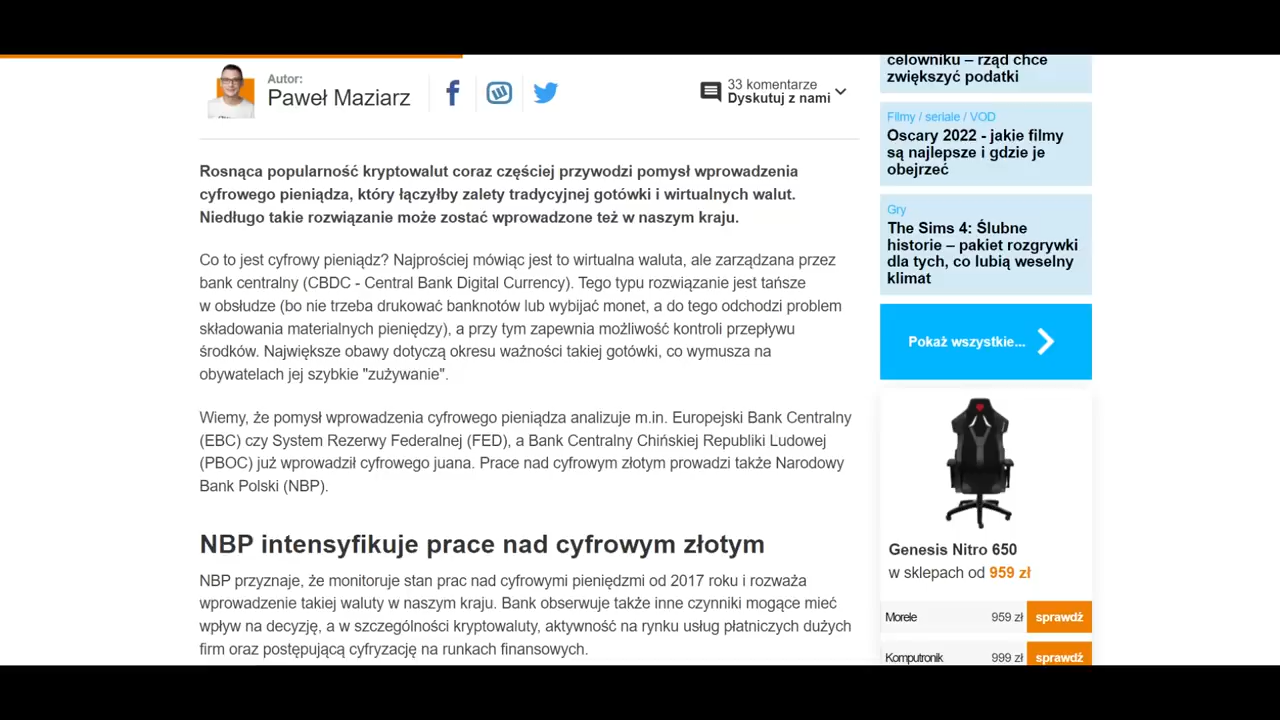 Autor:
Paweł Maziarz
33 komentarze
Dyskutuj z nami
Rosnąca popularność kryptowalut coraz częściej przywodzi pomysł wprowadzenia
cyfrowego pieniądza, który łączyłby zalety tradycyjnej gotówki i wirtualnych walut.
Niedługo takie rozwiązanie może zostać wprowadzone też w naszym kraju.
Co to jest cyfrowy pieniądz? Najprościej mówiąc jest to wirtualna waluta, ale zarządzana przez
bank centralny (CBDC - Central Bank Digital Currency). Tego typu rozwiązanie jest tańsze
w obsłudze (bo nie trzeba drukować banknotów lub wybijać monet, a do tego odchodzi problem
składowania materialnych pieniędzy), a przy tym zapewnia możliwość kontroli przepływu
środków. Największe obawy dotyczą okresu ważności takiej gotówki, co wymusza na
obywatelach jej szybkie "zużywanie".
Wiemy, że pomysł wprowadzenia cyfrowego pieniądza analizuje m.in. Europejski Bank Centralny
(EBC) czy System Rezerwy Federalnej (FED), a Bank Centralny Chińskiej Republiki Ludowej
(PBOC) już wprowadził cyfrowego juana. Prace nad cyfrowym złotym prowadzi także Narodowy
Bank Polski (NBP).
NBP intensyfikuje prace nad cyfrowym złotym
NBP przyznaje, że monitoruje stan prac nad cyfrowymi pieniędzmi od 2017 roku i rozważa
wprowadzenie takiej waluty w naszym kraju. Bank obserwuje także inne czynniki mogące mieć
wpływ na decyzję, a w szczególności kryptowaluty, aktywność na rynku usług płatniczych dużych
firm oraz postępującą cyfryzację na runkach finansowych.
celowniku – rząd chce
zwiększyć podatki
Filmy / seriale / VOD
Oscary 2022 - jakie filmy
są najlepsze i gdzie je
obejrzeć
Gry
The Sims 4: Ślubne
historie – pakiet rozgrywki
dla tych, co lubią weselny
klimat
Pokaż wszystkie...
Genesis Nitro 650
w sklepach od 959 zł
Morele 959 zł sprawdź
Komputronik 999 zł sprawdź